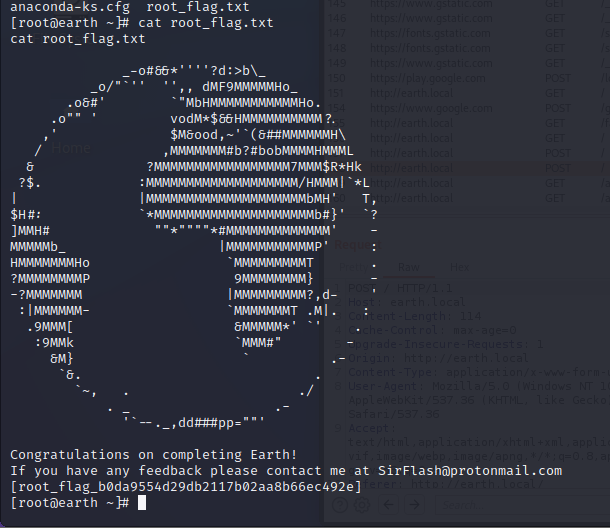 anaconda-ks.cfg  root_flag.txt
[root@earth ~]# cat root_flag.txt
cat root_flag.txt
              _-o#&&*''''?d:>b\_
          _o/"`''  '',, dMF9MMMMMHo_
       .o&#'        `"MbHMMMMMMMMMMMHo.
     .o"" '         vodM*$&&HMMMMMMMMMM?.
    ,'              $M&ood,~'`(&##MMMMMMH\
   /               ,MMMMMMM#b?#bobMMMMHMMML
  &              ?MMMMMMMMMMMMMMMMM7MMM$R*Hk
 ?$.            :MMMMMMMMMMMMMMMMMMM/HMMM|`*L
|               |MMMMMMMMMMMMMMMMMMMMbMH'   T,
$H#:            `*MMMMMMMMMMMMMMMMMMMMb#}'  `?
]MMH#             ""*""""*#MMMMMMMMMMMMM'    -
MMMMMb_                   |MMMMMMMMMMMP'     :
HMMMMMMMHo                 `MMMMMMMMMT       .
?MMMMMMMMP                  9MMMMMMMM}       -
-?MMMMMMM                  |MMMMMMMMM?,d-    '
 :|MMMMMM-                 `MMMMMMMT .M|.   :
  .9MMM[                    &MMMMM*' `'    .
   :9MMk                    `MMM#"        -
     &M}                     `          .-
      `&.                             .
        `~,   .                     ./
            . _                  .-
              '`--._,dd###pp=""'
Congratulations on completing Earth!
If you have any feedback please contact me at SirFlash@protonmail.com
[root_flag_b0da9554d29db2117b02aa8b66ec492e]
[root@earth ~]#